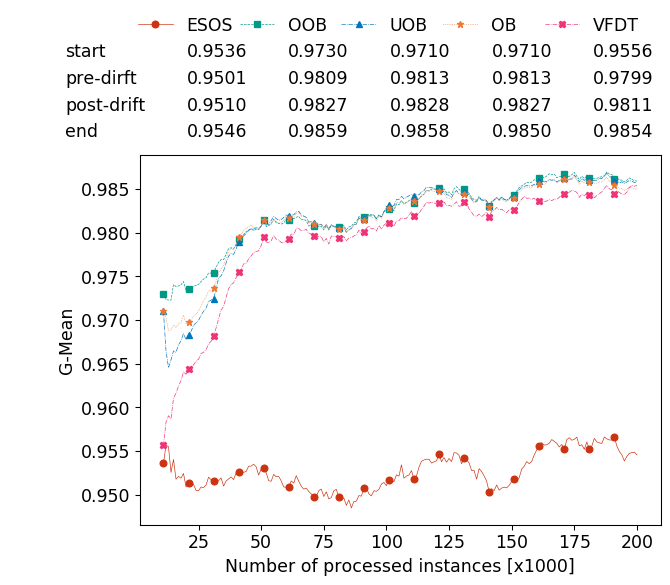 ESOS OOB UOB OB VFDT
start 0.9536 0.9730 0.9710 0.9710 0.9556
pre-dirft 0.9501 0.9809 0.9813 0.9813 0.9799
post-drift 0.9510 0.9827 0.9828 0.9827 0.9811
end 0.9546 0.9859 0.9858 0.9850 0.9854
G-Mean
0.985
0.980
0.975
0.970
0.965
0.960
0.955
0.950
25 50 75 100 125 150 175 200
Number of processed instances [x1000]